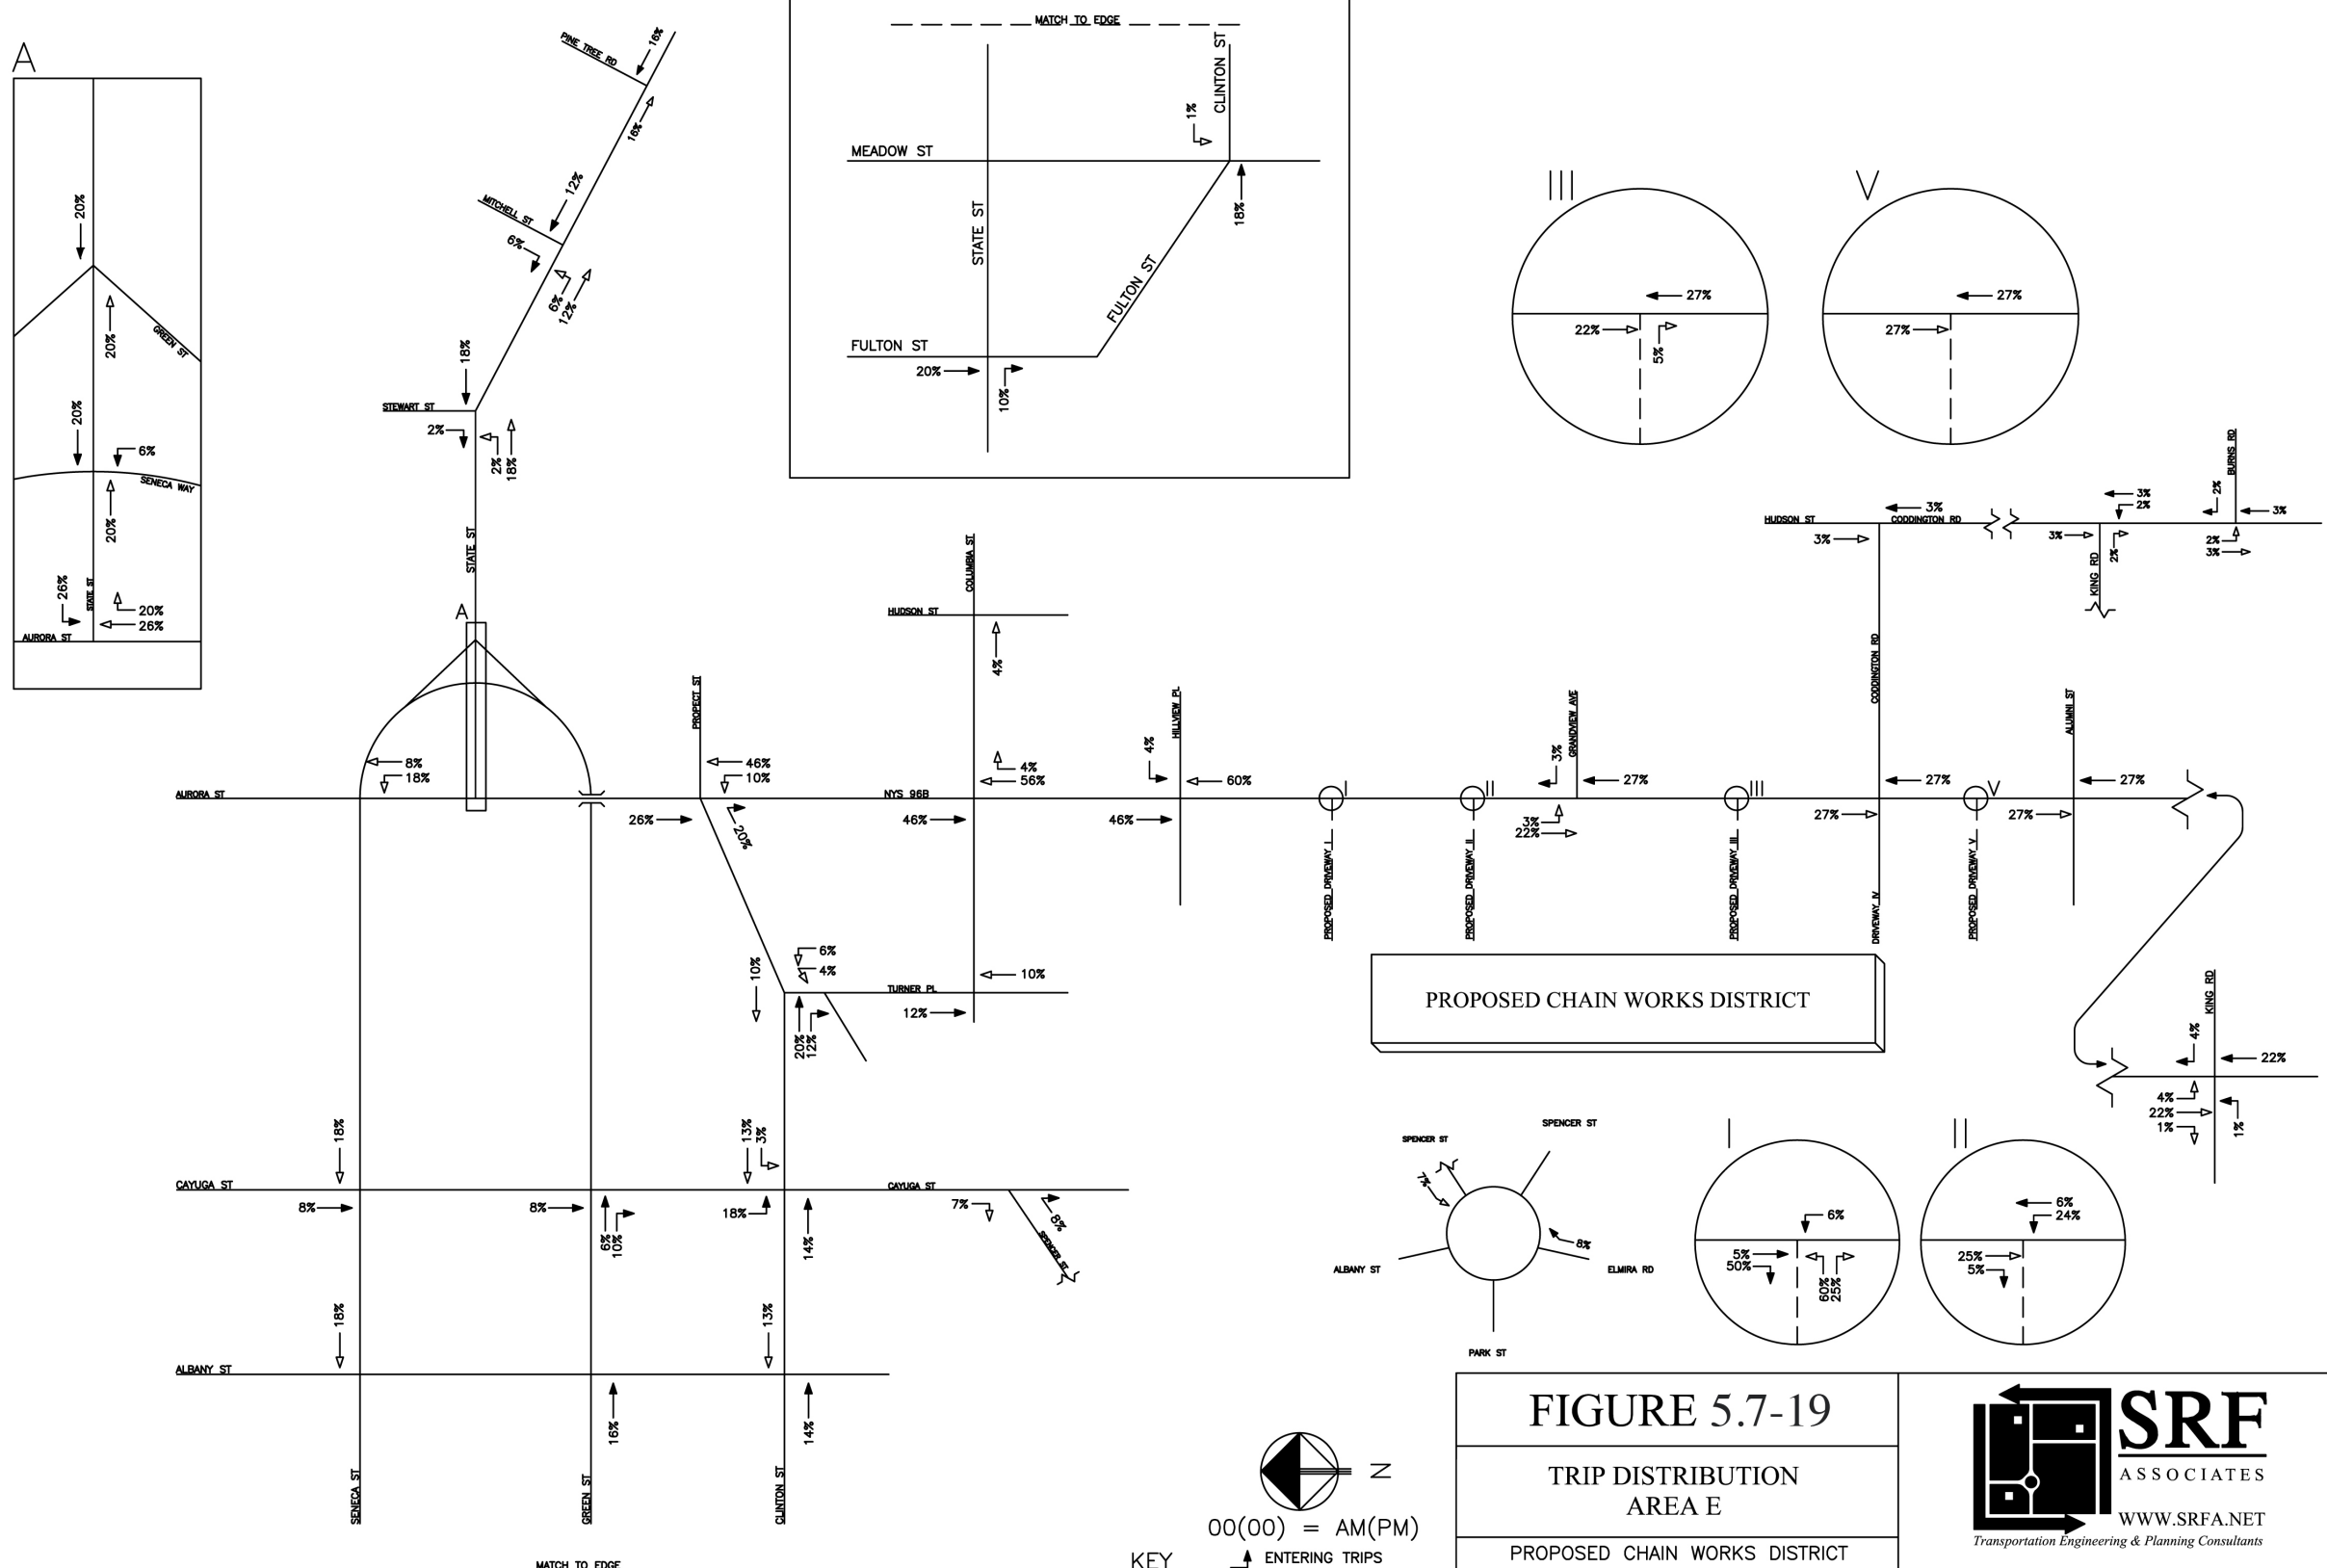 A
20%
20%
GREEN ST
20%
6%
SENECA WAY
20%
26%
STATE ST
20%
26%
AURORA ST
PINE TREE RD
16%
16%
12%
MITCHELL ST
6%
6%
12%
18%
STEWART ST
2%
2%
18%
STATE ST
A
MATCH TO EDGE
CLINTON ST
1%
MEADOW ST
STATE ST
18%
FULTON ST
FULTON ST
20%
10%
III
27%
22%
5%
V
27%
27%
BURNS RD
3%
HUDSON ST
CODDINGTON RD
3%
3%
2%
2%
3%
3%
2%
KING RD
2%
3%
CODDINGTON RD
COLUMBIA ST
HUDSON ST
4%
PROPECT ST
HILLVIEW PL
GRANDVIEW AVE
ALUMNI ST
8%
18%
46%
10%
4%
56%
4%
60%
3%
27%
27%
27%
AURORA ST
NYS 96B
I
II
III
V
26%
20%
46%
46%
3%
22%
27%
27%
PROPOSED DRIVEWAY I
PROPOSED DRIVEWAY II
PROPOSED DRIVEWAY III
DRIVEWAY IV
PROPOSED DRIVEWAY V
10%
6%
4%
10%
TURNER PL
12%
20%
12%
PROPOSED CHAIN WORKS DISTRICT
KING RD
4%
22%
4%
22%
1%
1%
18%
13%
3%
CAYUGA ST
CAYUGA ST
8%
8%
6%
10%
18%
14%
7%
8%
SPENCER ST
SPENCER ST
SPENCER ST
7%
8%
ALBANY ST
ELMIRA RD
PARK ST
I
6%
5%
50%
60%
25%
II
6%
24%
25%
5%
18%
13%
ALBANY ST
16%
14%
SENECA ST
GREEN ST
CLINTON ST
MATCH TO EDGE
N
00(00) = AM(PM)
KEY
ENTERING TRIPS
FIGURE 5.7-19
TRIP DISTRIBUTION
AREA E
PROPOSED CHAIN WORKS DISTRICT
SRF
ASSOCIATES
WWW.SRFA.NET
Transportation Engineering & Planning Consultants